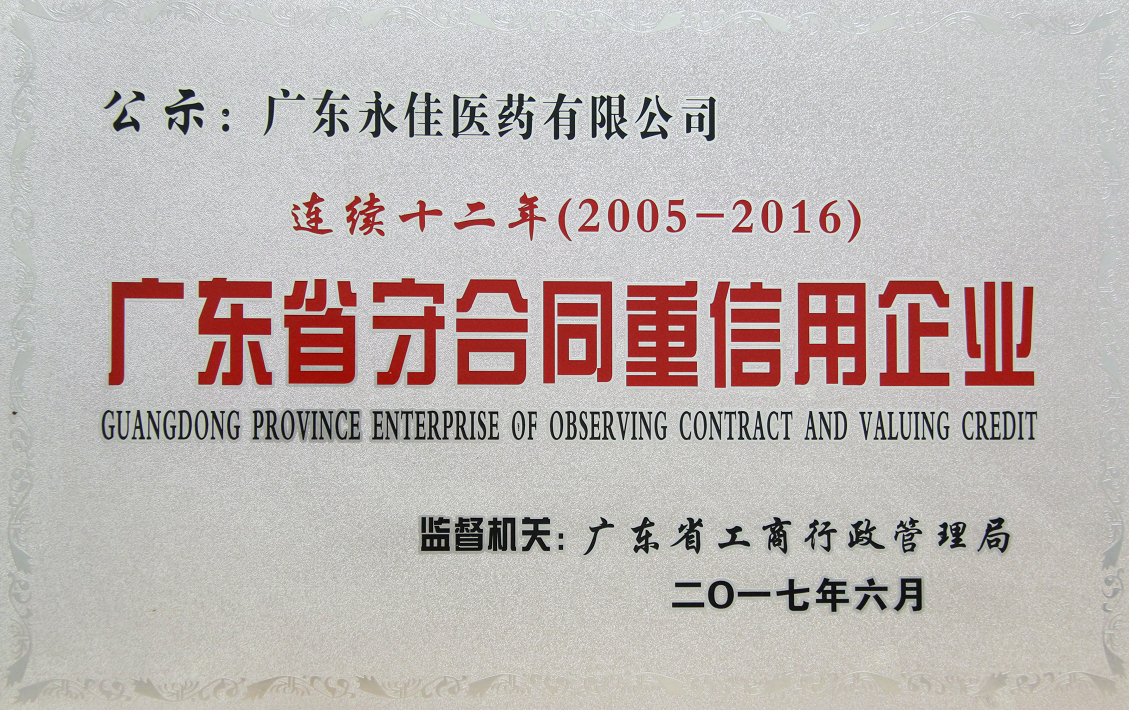 公示：广东永佳医药有限公司
连续十二年(2005-2016)
广东省守合同重信用企业
GUANGDONG PROVINCE ENTERPRISE OF OBSERVING CONTRACT AND VALUING CREDIT
监督机关：广东省工商行政管理局
二O一七年六月